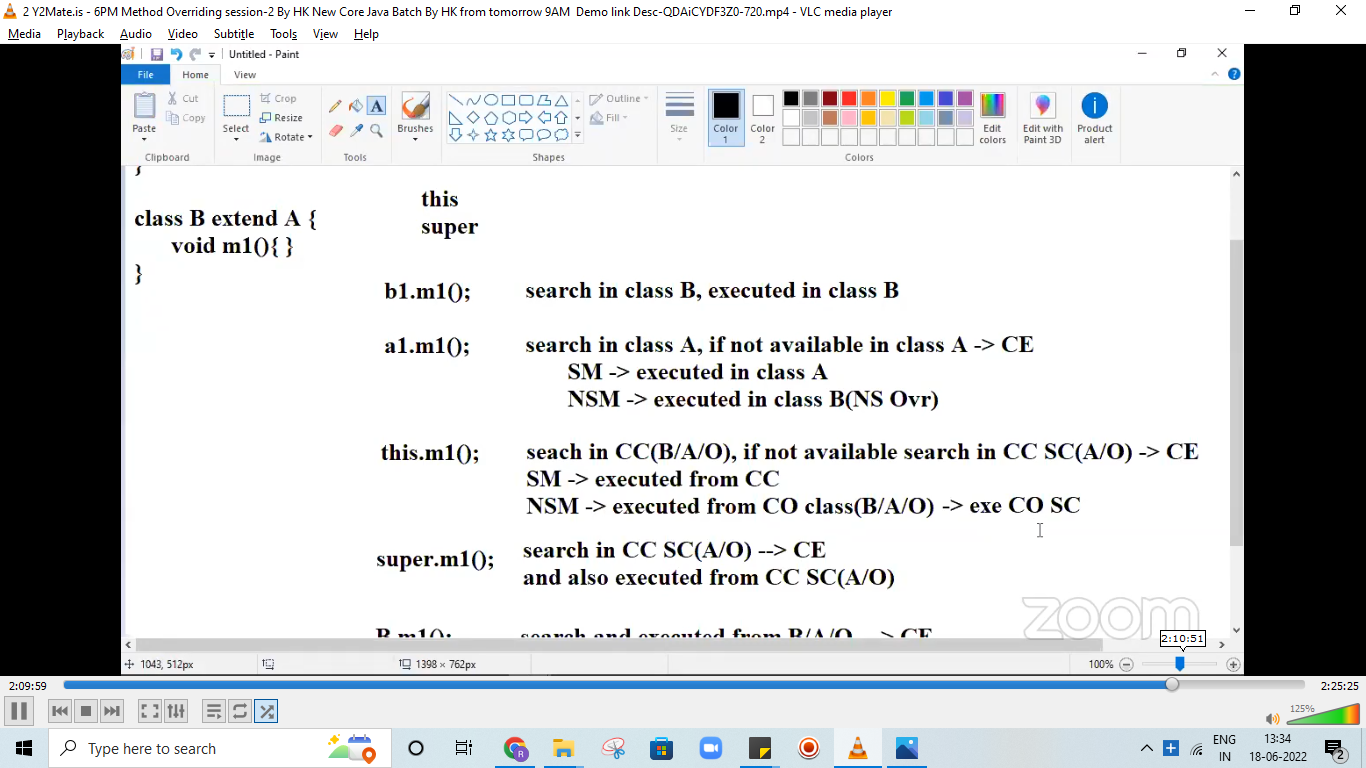 2 Y2Mate.is - 6PM Method Overriding session-2 By HK New Core Java Batch By HK from tomorrow 9AM Demo link Desc-QDAiCYDF3Z0-720.mp4 - VLC media player
Media Playback Audio Video Subtitle Tools View Help
Untitled - Paint
File Home View
Paste Cut Copy
Select Crop Resize Rotate
A
Brushes
Outline Fill
Size
Color 1
Color 2
Edit colors
Edit with Paint 3D
Product alert
Clipboard Image Tools Shapes Colors
}
this
class B extend A {
super
void m1(){ }
}
b1.m1(); search in class B, executed in class B
a1.m1(); search in class A, if not available in class A -> CE
SM -> executed in class A
NSM -> executed in class B(NS Ovr)
this.m1(); seach in CC(B/A/O), if not available search in CC SC(A/O) -> CE
SM -> executed from CC
NSM -> executed from CO class(B/A/O) -> exe CO SC
super.m1(); search in CC SC(A/O) --> CE
and also executed from CC SC(A/O)
zoom
B.m1(); search and executed from B/A/O --> CE
2:10:51
1043, 512px 1398 × 762px 100%
2:09:59 2:25:25
125%
Type here to search
ENG
IN
13:34
18-06-2022
2